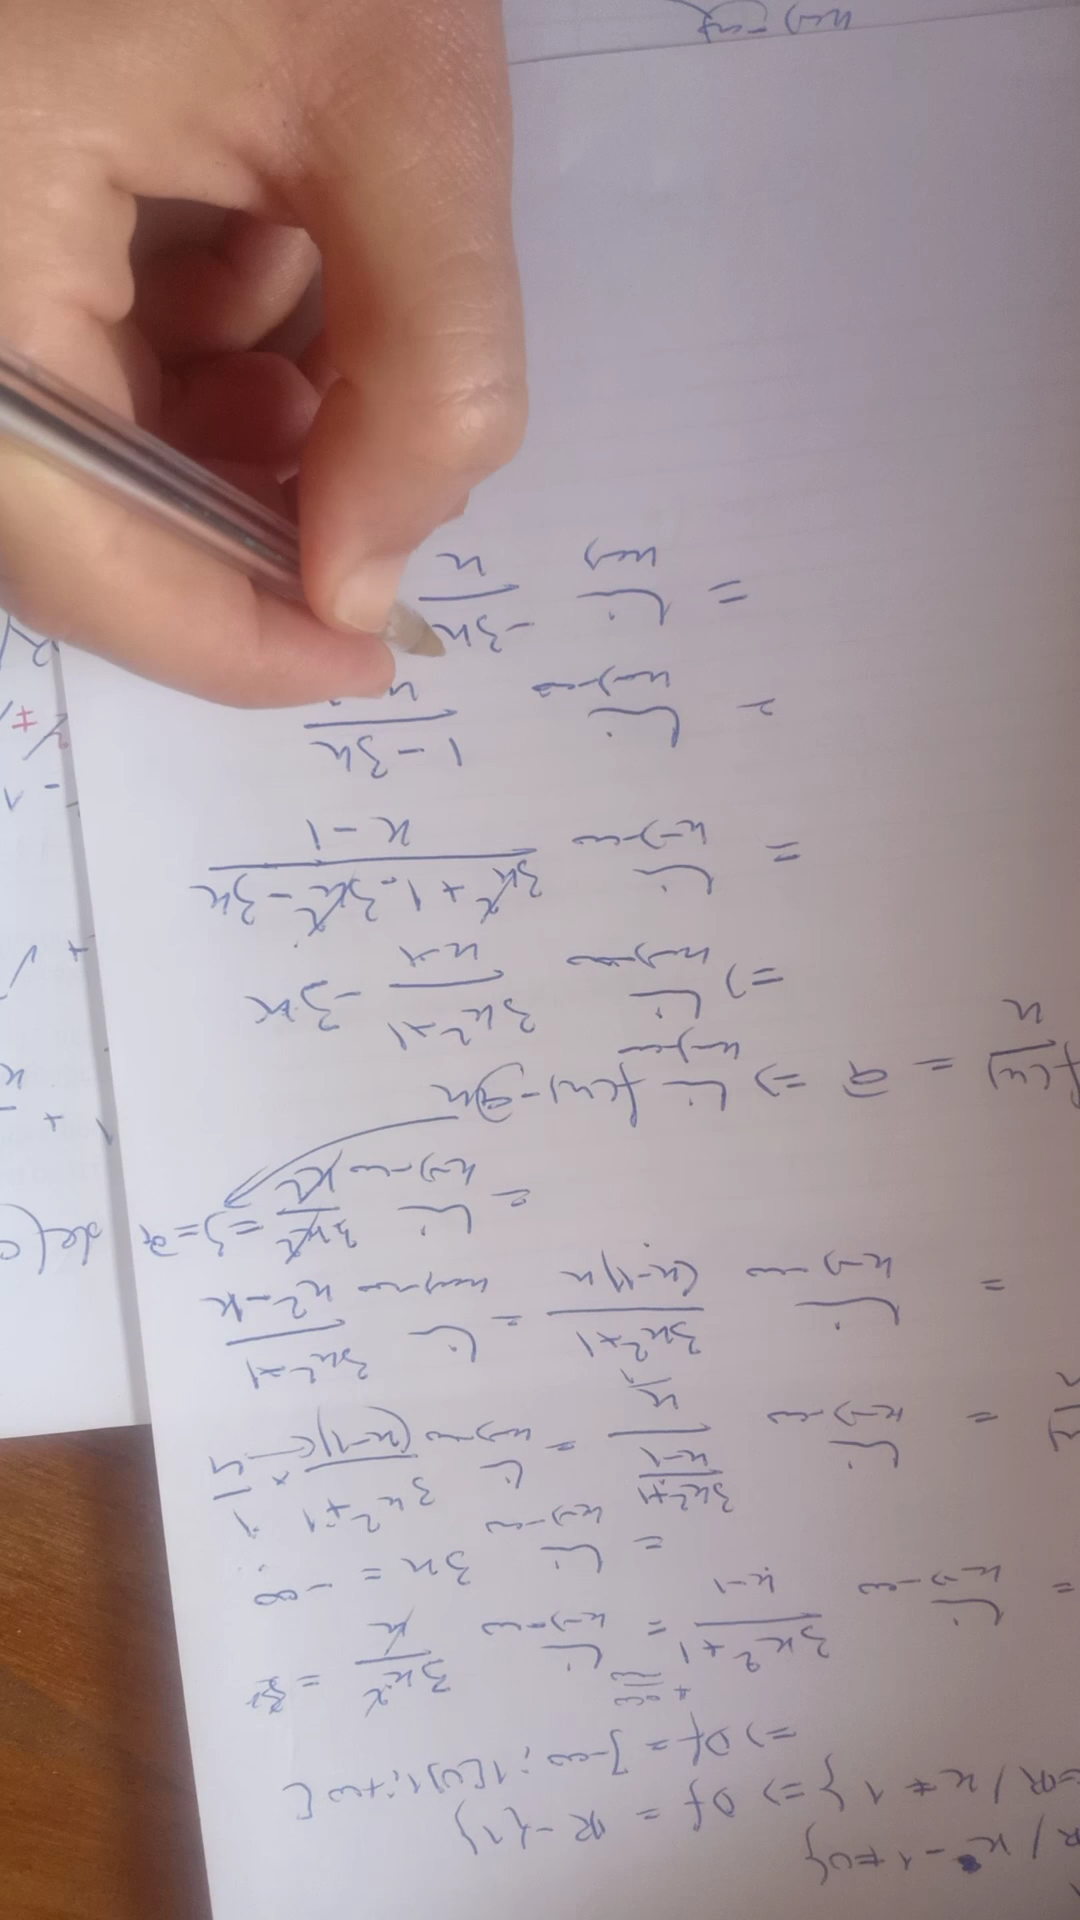 R / x - 1 ≠ 0}
∈ R / x ≠ 1 } => Df = R - {1}
=> Df = ]-∞ ; 1[ ∪ ]1 ; +∞[
= lim x→-∞ (3x² + 1)/(x - 1) = lim x→-∞ 3x²/x =
= lim x→-∞ 3x = -∞
= lim x→-∞ ((3x² + 1)/(x - 1))/(x/1) = lim x→-∞ (3x² + 1)/(x - 1) × 1/x
= lim x→-∞ (3x² + 1)/((x - 1)x) = lim x→-∞ (3x² + 1)/(x² - x)
= lim x→-∞ 3x²/x² = 3 = a
f(x)/x = a => lim x→-∞ f(x) - ax
=> lim x→-∞ (3x² + 1)/(x - 1) - 3x
= lim x→-∞ (3x² + 1 - 3x² - 3x)/(x - 1)
= lim x→-∞ (1 - 3x)/x
= lim x→ -3x/x